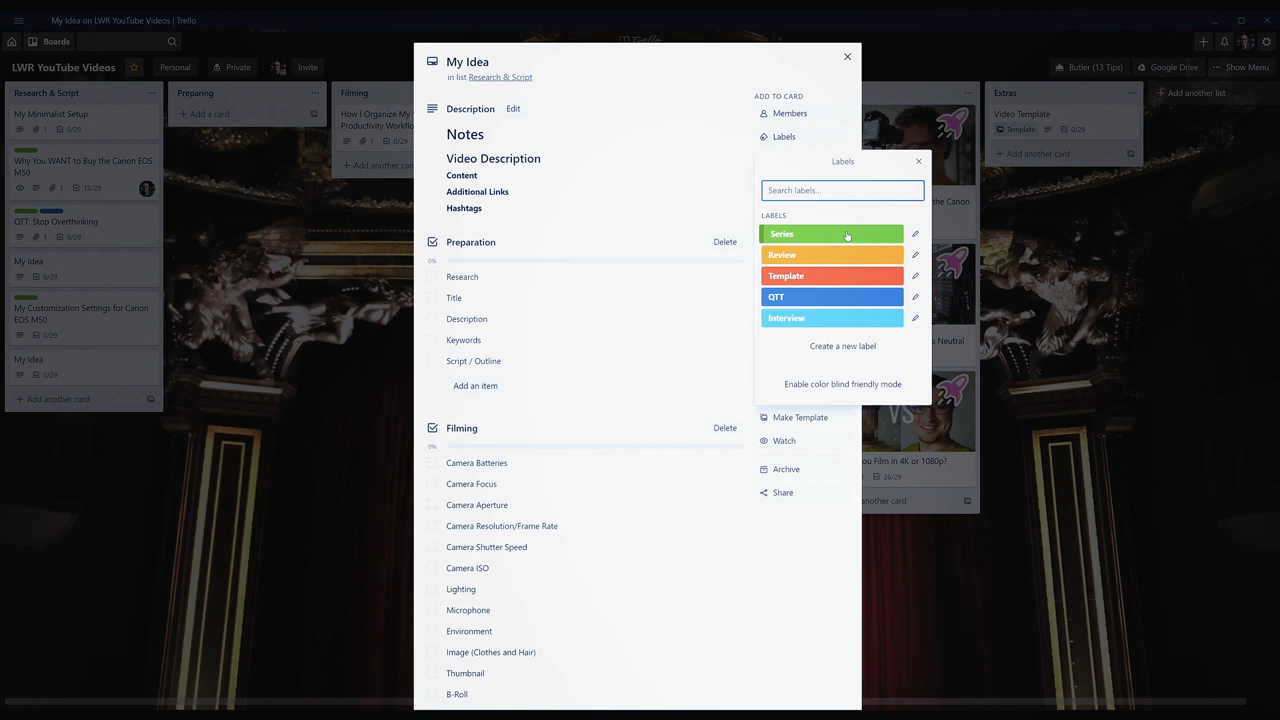 My Idea on LWR YouTube Videos | Trello
Boards
Trello
LWR YouTube Videos
Personal
Private
Invite
Butler (13 Tips)
Google Drive
Show Menu
Research & Script
My Minimalist Setup
1
0/29
Why You WANT to Buy the Canon EOS
M50
1
13/29
QTT: Stop Overthinking
1
0/29
My Idea
0/29
My Customization Settings for Canon
EOS M50
0/29
My Idea
0/29
Add another card
Preparing
Add a card
Filming
How I Organize My
Productivity Workflo
1
0/29
Add another card
My Idea
in list Research & Script
Description
Edit
Notes
Video Description
Content
Additional Links
Hashtags
Preparation
Delete
0%
Research
Title
Description
Keywords
Script / Outline
Add an item
Filming
Delete
0%
Camera Batteries
Camera Focus
Camera Aperture
Camera Resolution/Frame Rate
Camera Shutter Speed
Camera ISO
Lighting
Microphone
Environment
Image (Clothes and Hair)
Thumbnail
B-Roll
ADD TO CARD
Members
Labels
Labels
Search labels...
LABELS
Series
Review
Template
QTT
Interview
Create a new label
Enable color blind friendly mode
Make Template
Watch
Archive
Share
the Canon
s Neutral
VS
ou Film in 4K or 1080p?
26/29
another card
Extras
Video Template
Template
0/29
Add another card
Add another list